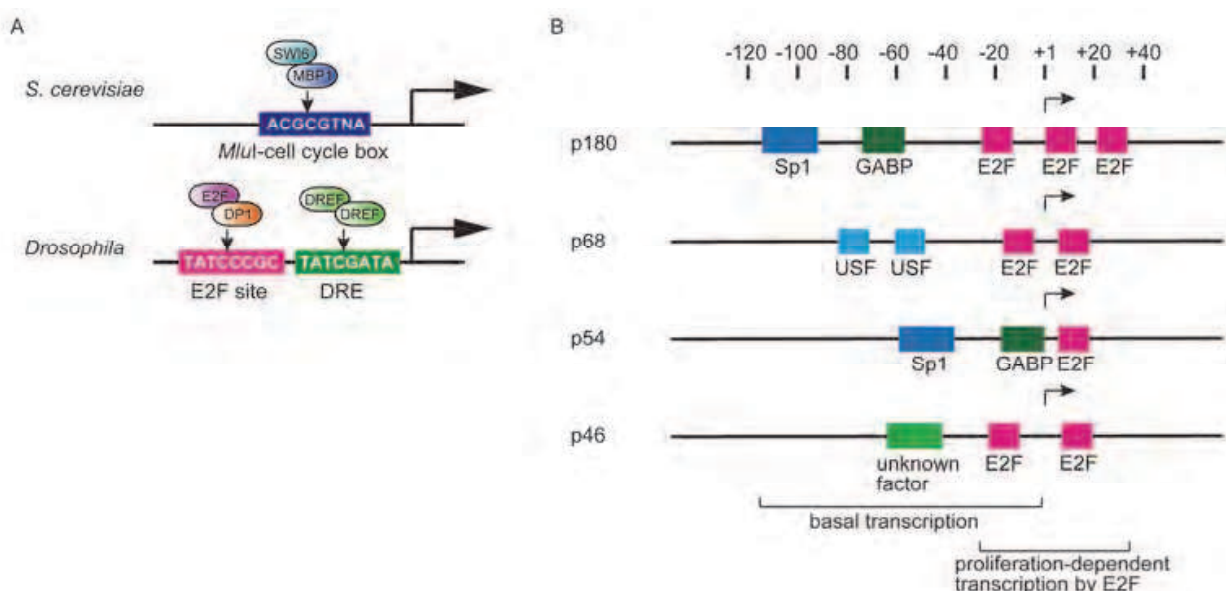 A
SWI6
MBP1
S. cerevisiae
ACGCGTNA
MluI-cell cycle box
E2F
DP1
DREF
DREF
Drosophila
TATCCCGC TATCGATA
E2F site DRE
B
-120 -100 -80 -60 -40 -20 +1 +20 +40
p180
Sp1 GABP E2F E2F E2F
p68
USF USF E2F E2F
p54
Sp1 GABP E2F
p46
unknown E2F E2F
factor
basal transcription
proliferation-dependent
transcription by E2F